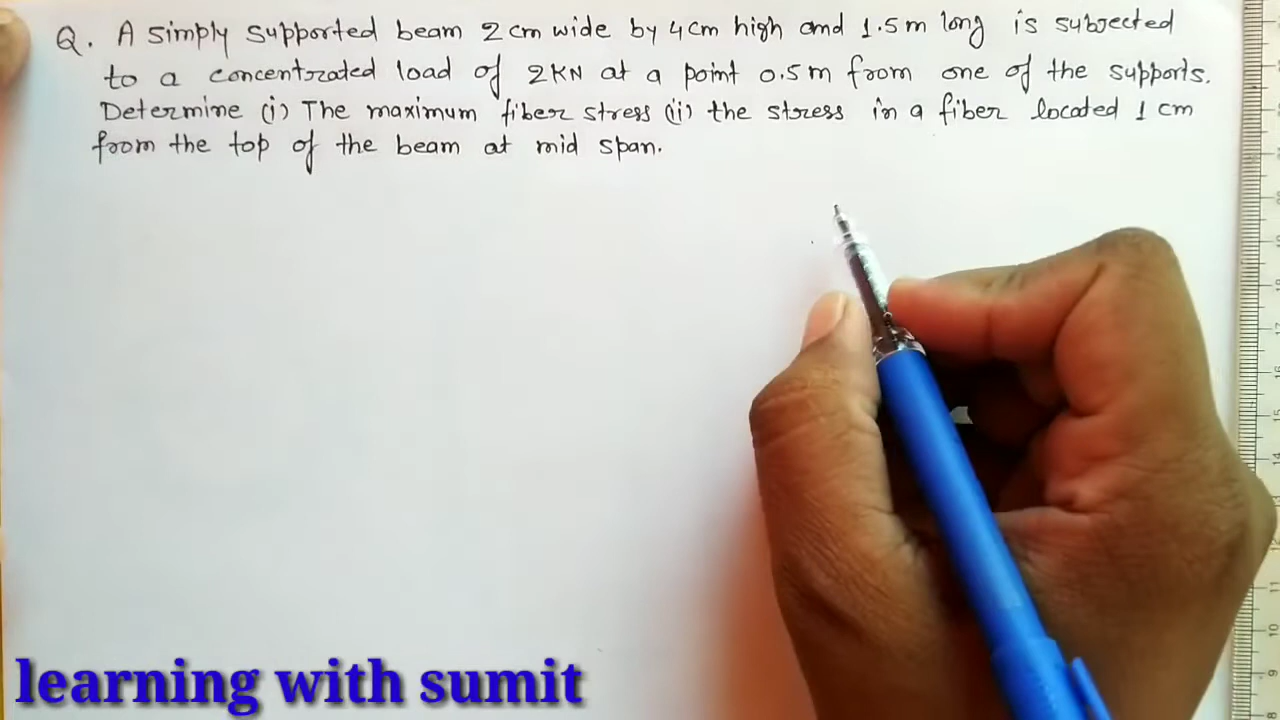 Q. A simply supported beam 2 cm wide by 4 cm high and 1.5 m long is subjected
to a concentrated load of 2 KN at a point 0.5 m from one of the supports.
Determine (i) The maximum fiber stress (ii) the stress in a fiber located 1 cm
from the top of the beam at mid span.
learning with sumit